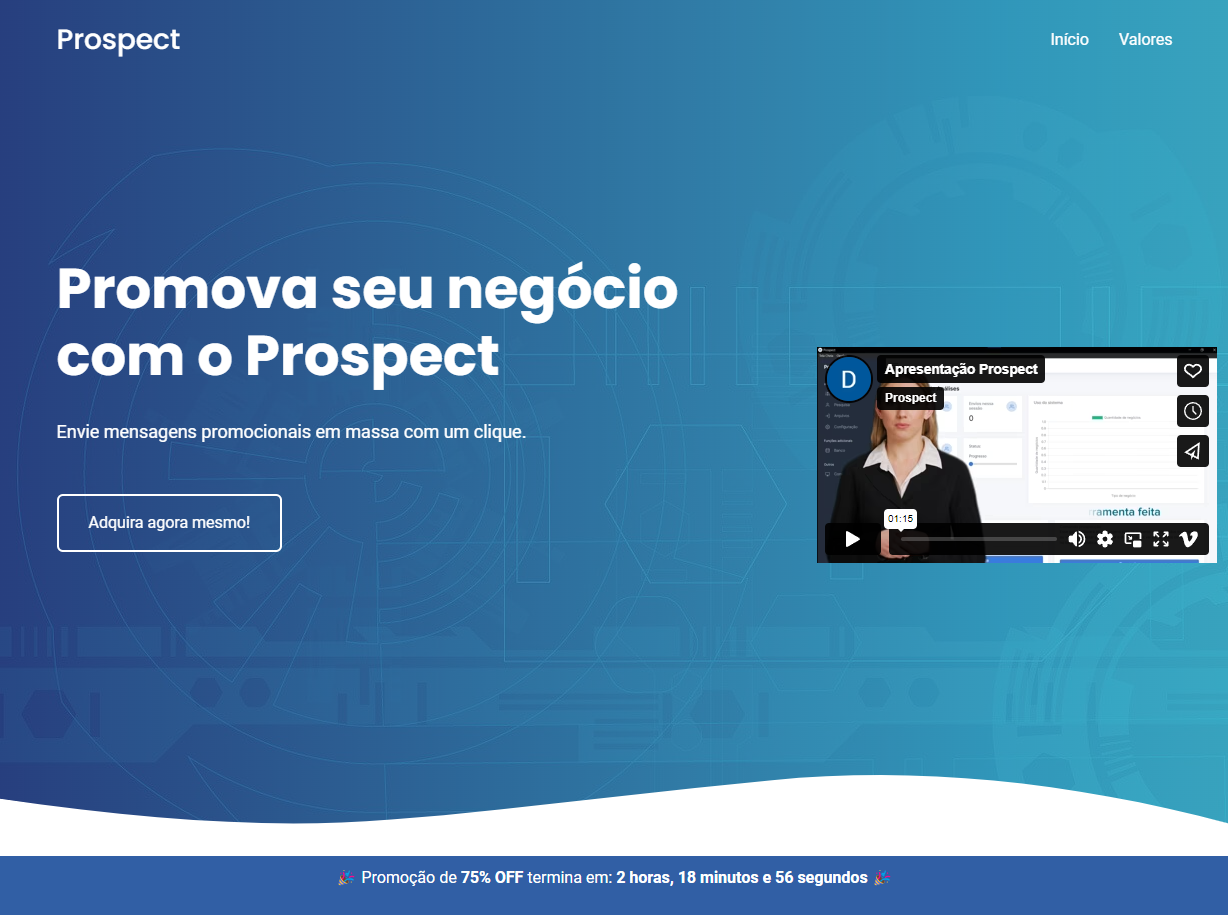 Prospect
Início
Valores
Promova seu negócio
com o Prospect
Envie mensagens promocionais em massa com um clique.
Adquira agora mesmo!
D
Apresentação Prospect
Prospect
Status
Progresso
0
ramenta feita
01:15
🎉 Promoção de 75% OFF termina em: 2 horas, 18 minutos e 56 segundos 🎉